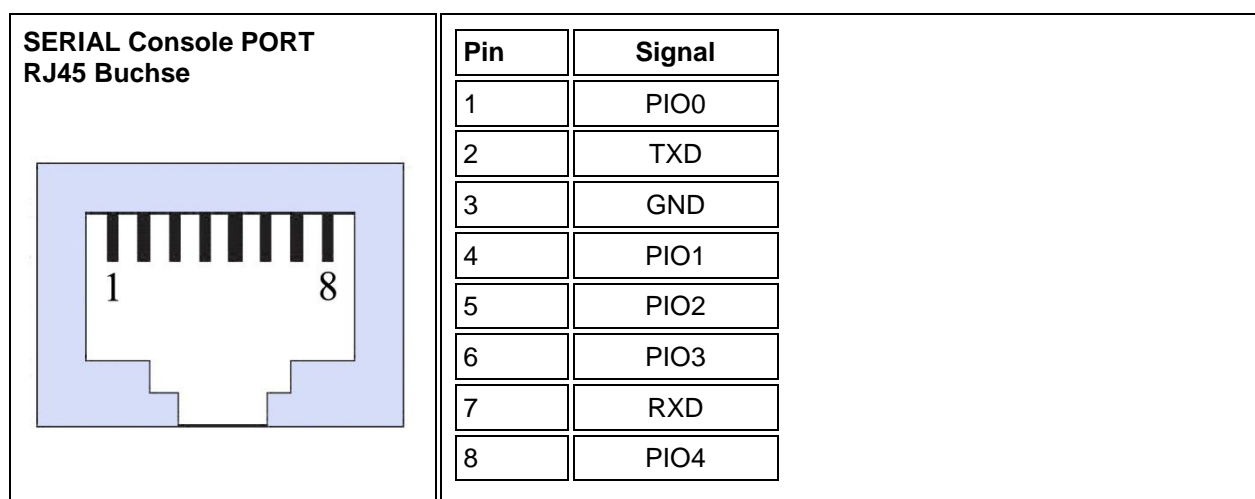 SERIAL Console PORT
RJ45 Buchse
1 8
Pin Signal
1 PIO0
2 TXD
3 GND
4 PIO1
5 PIO2
6 PIO3
7 RXD
8 PIO4